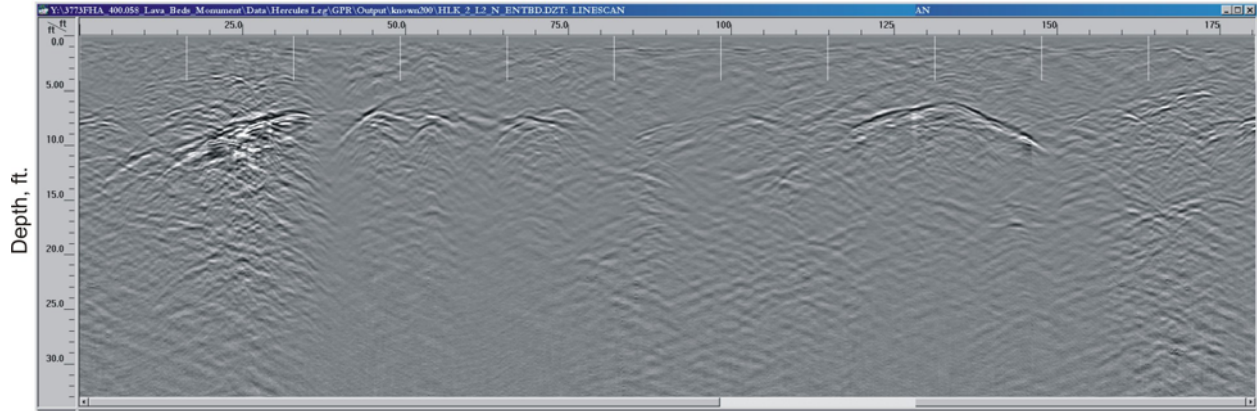 Y:\3773FHA_400.058_Lava_Beds_Monument\Data\Hercules Leg\GPR\Output\known200\HLK_2_L2_N_ENTBD.DZT: LINESCAN AN
ft / ft 25.0 50.0 75.0 100 125 150 175
0.0
5.00
10.0
15.0
20.0
25.0
30.0
Depth, ft.